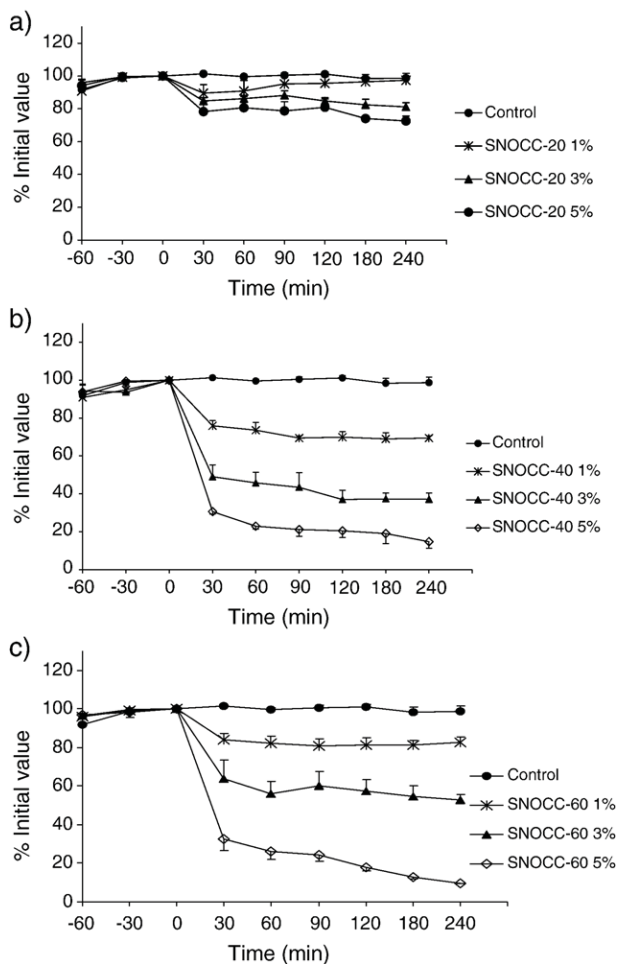 a)
120
100
80
60
40
20
0
% Initial value
-60 -30 0 30 60 90 120 180 240
Time (min)
Control
SNOCC-20 1%
SNOCC-20 3%
SNOCC-20 5%
b)
120
100
80
60
40
20
0
% Initial value
-60 -30 0 30 60 90 120 180 240
Time (min)
Control
SNOCC-40 1%
SNOCC-40 3%
SNOCC-40 5%
c)
120
100
80
60
40
20
0
% Initial value
-60 -30 0 30 60 90 120 180 240
Time (min)
Control
SNOCC-60 1%
SNOCC-60 3%
SNOCC-60 5%